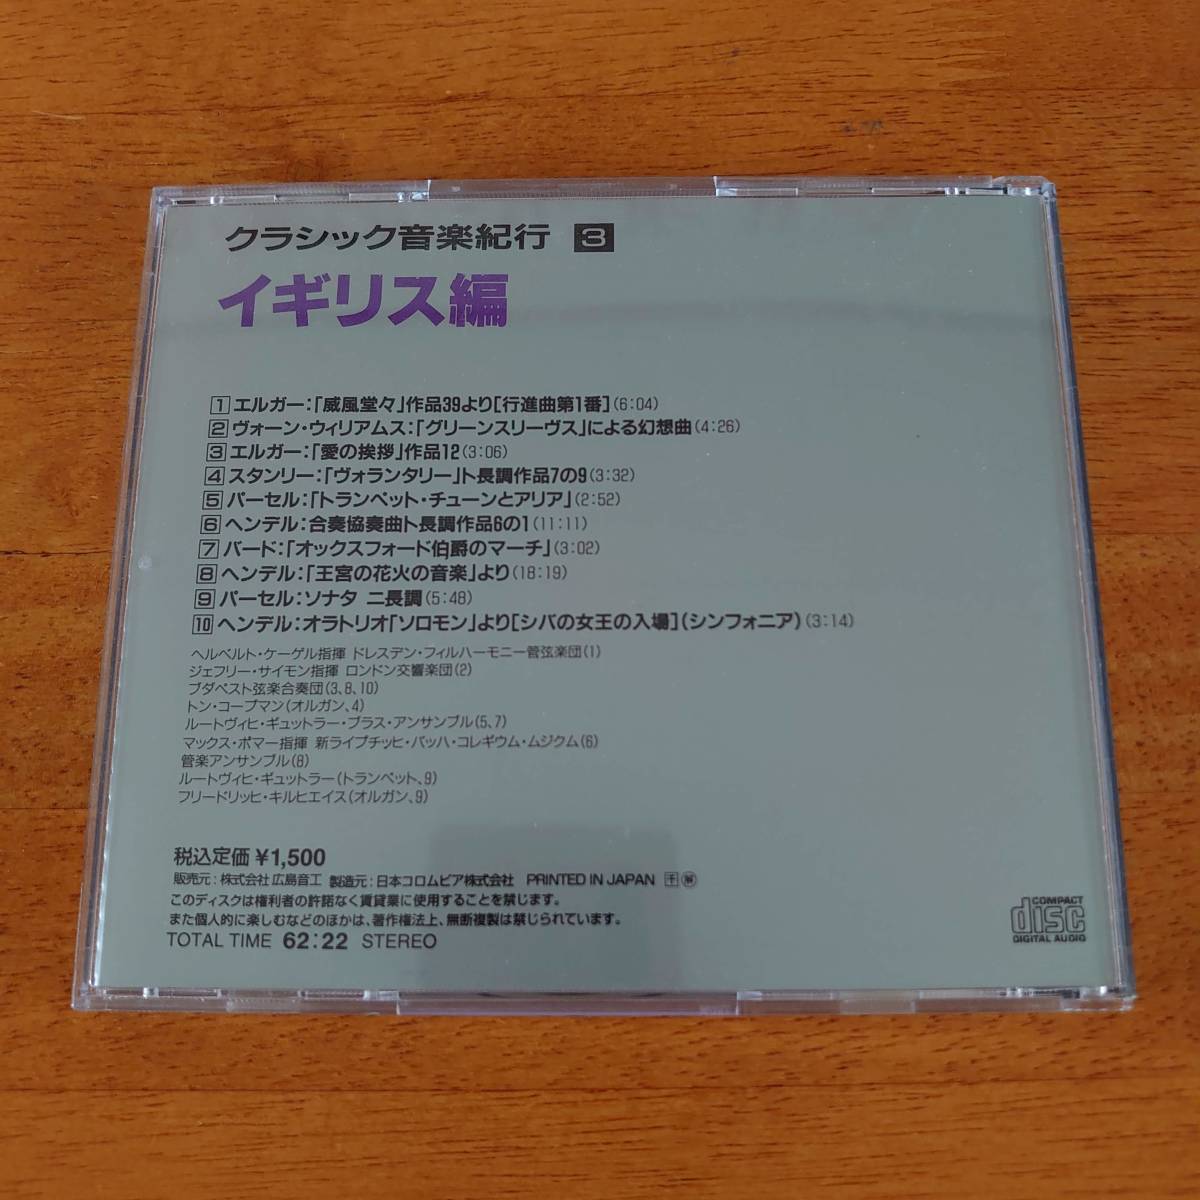 クラシック音楽紀行 3
イギリス編
1 エルガー:「威風堂々」作品39より[行進曲第1番](6:04)
2 ヴォーン・ウィリアムス:「グリーンスリーヴス」による幻想曲(4:26)
3 エルガー:「愛の挨拶」作品12(3:06)
4 スタンリー:「ヴォランタリー」ト長調作品7の9(3:32)
5 パーセル:「トランペット・チューンとアリア」(2:52)
6 ヘンデル:合奏協奏曲ト長調作品6の1(11:11)
7 バード:「オックスフォード伯爵のマーチ」(3:02)
8 ヘンデル:「王宮の花火の音楽」より(18:19)
9 パーセル:ソナタ ニ長調(5:48)
10 ヘンデル:オラトリオ「ソロモン」より[シバの女王の入場](シンフォニア)(3:14)
ヘルベルト・ケーゲル指揮 ドレスデン・フィルハーモニー管弦楽団(1)
ジェフリー・サイモン指揮 ロンドン交響楽団(2)
ブダペスト弦楽合奏団(3、8、10)
トン・コープマン(オルガン、4)
ルートヴィヒ・ギュットラー・ブラス・アンサンブル(5、7)
マックス・ポマー指揮 新ライプチッヒ・バッハ・コレギウム・ムジクム(6)
管楽アンサンブル(8)
ルートヴィヒ・ギュットラー(トランペット、9)
フリードリッヒ・キルヒエイス(オルガン、9)
税込定価 ¥1,500
販売元:株式会社 広島音工 製造元:日本コロムビア株式会社 PRINTED IN JAPAN
このディスクは権利者の許諾なく賃貸業に使用することを禁じます。
また個人的に楽しむなどのほかは、著作権法上、無断複製は禁じられています。
TOTAL TIME 62:22 STEREO
COMPACT
disc
DIGITAL AUDIO